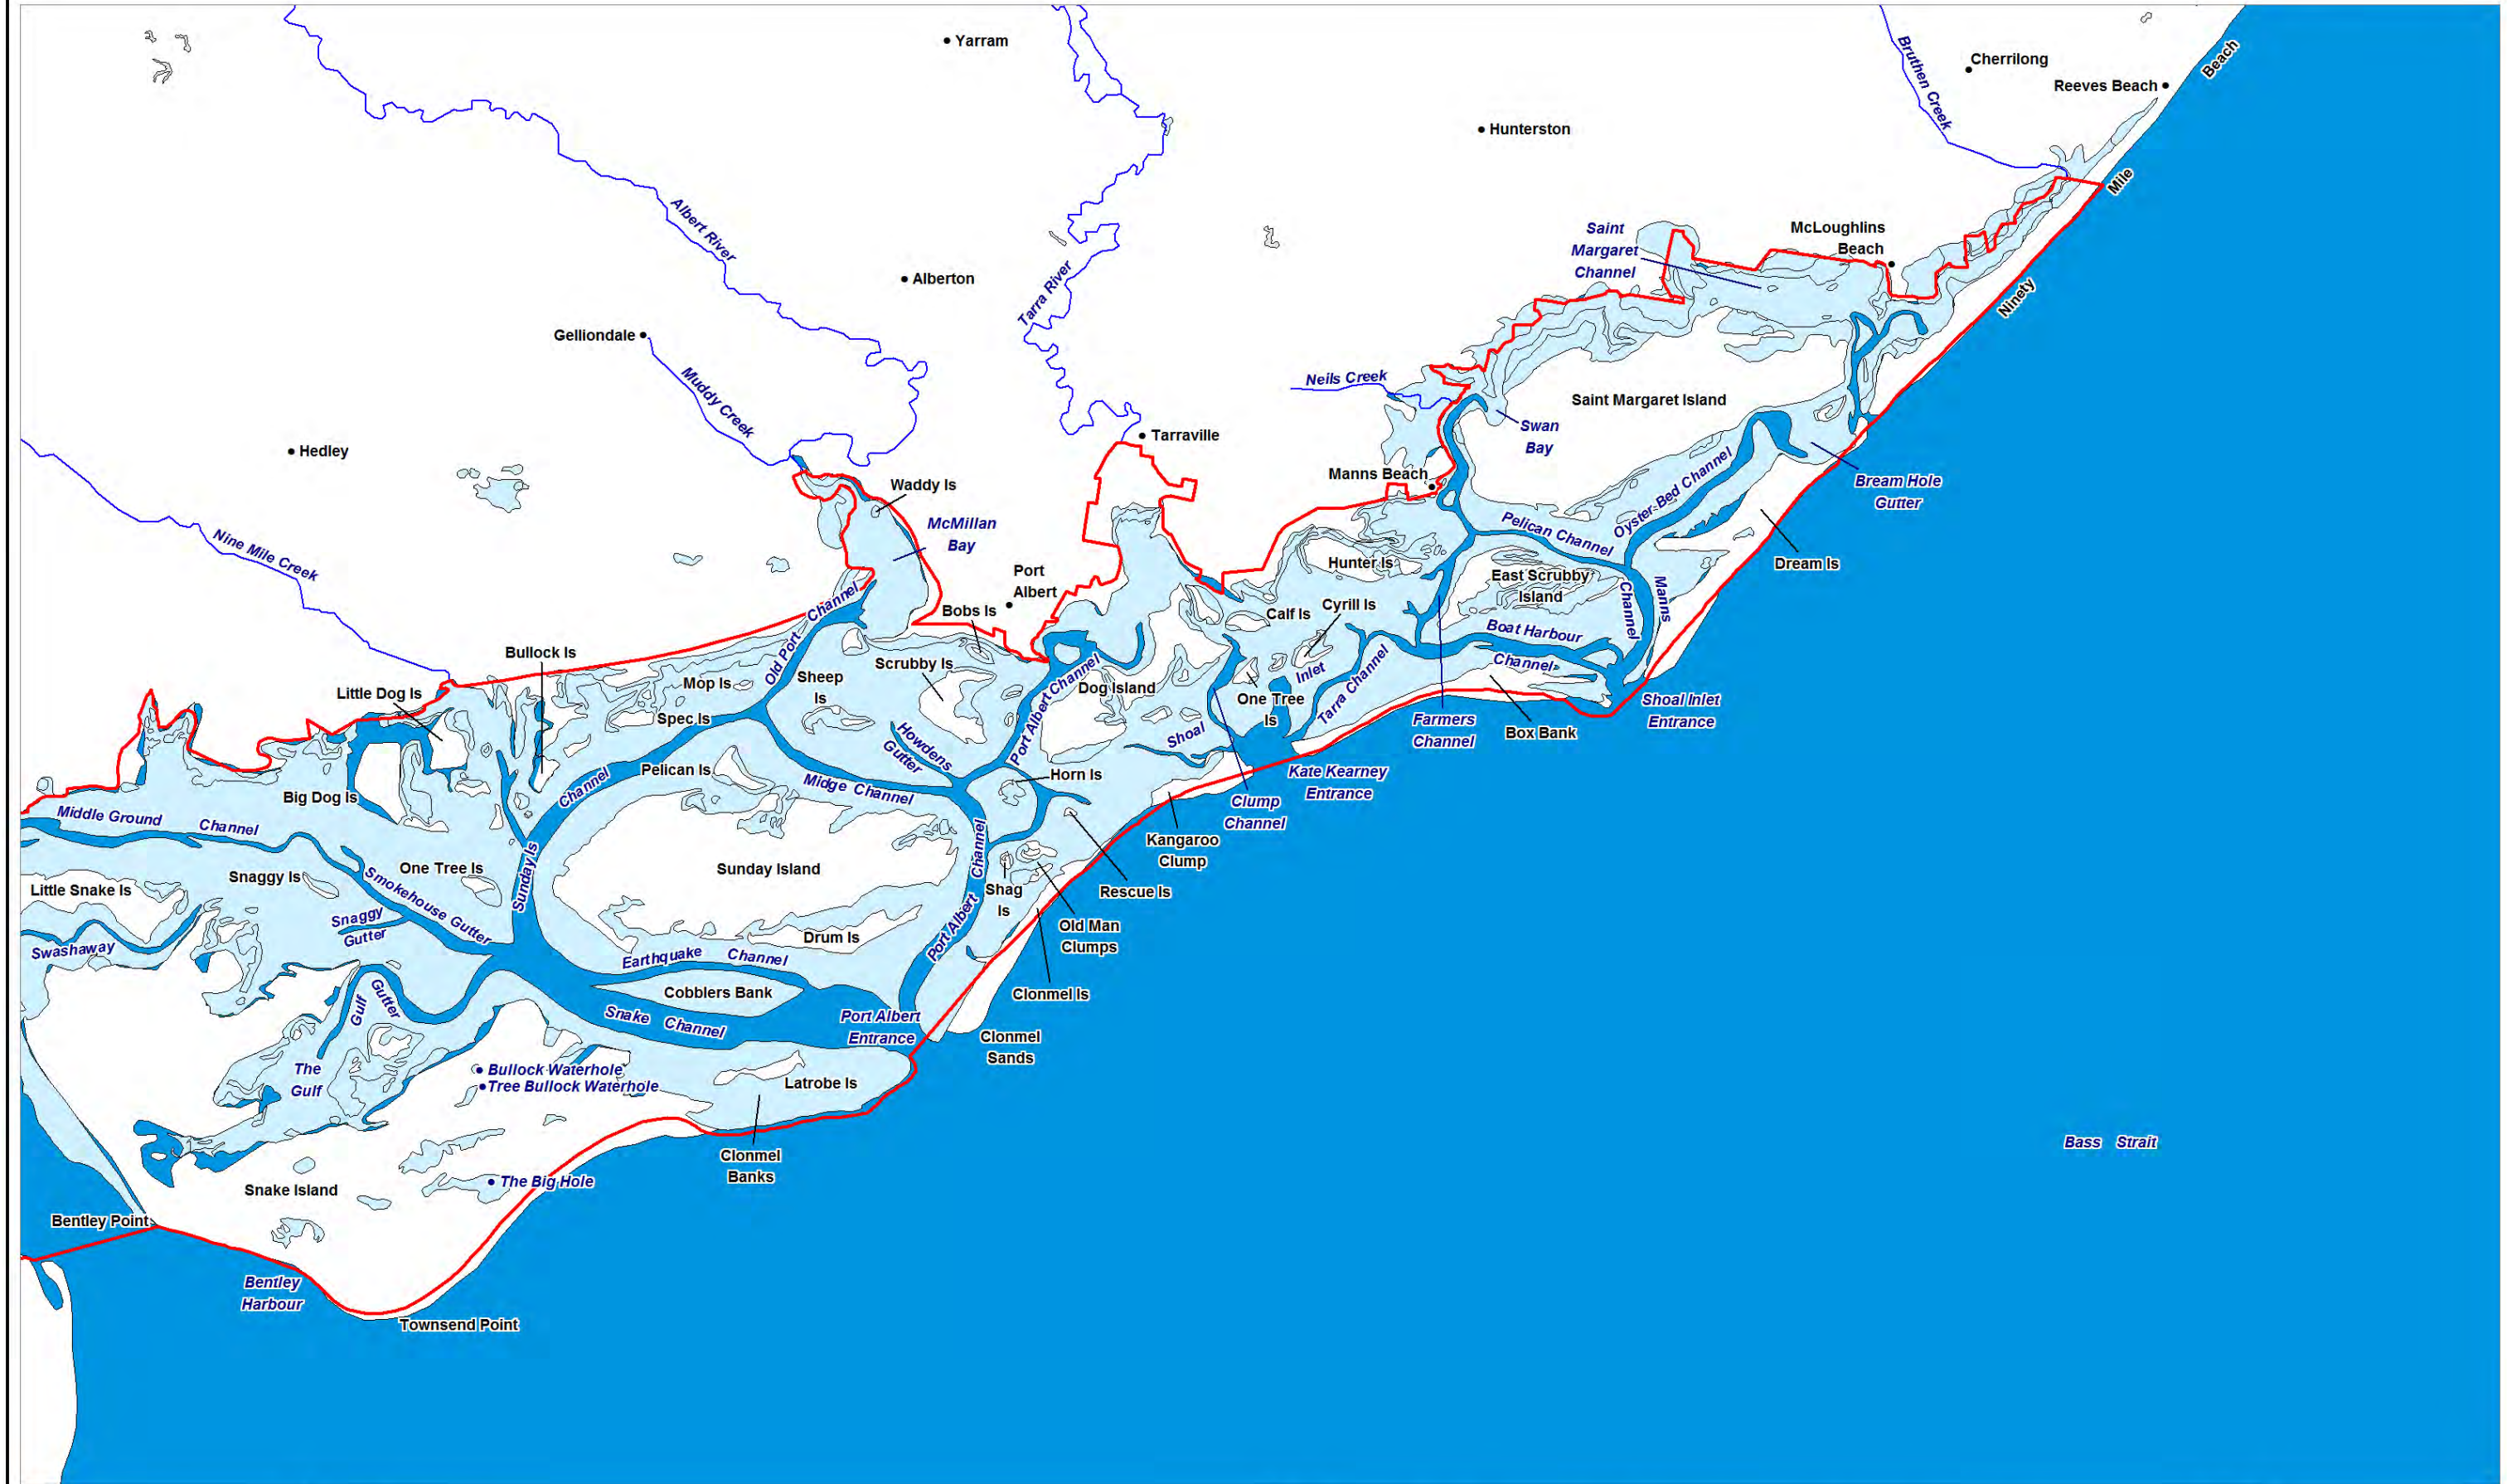 Yarram
Cherrilong
Reeves Beach
Beach
Bruthen Creek
Hunterston
Mile
Albert River
Saint
Margaret
Channel
McLoughlins
Beach
Alberton
Tarra River
Ninety
Gelliondale
Muddy Creek
Neils Creek
Saint Margaret Island
Swan
Bay
Tarraville
Hedley
Manns Beach
Waddy Is
Oyster-Bed Channel
Bream Hole
Gutter
McMillan
Bay
Pelican Channel
Nine Mile Creek
Hunter Is
Dream Is
Port
Albert
East Scrubby
Island
Manns
Channel
Old Port Channel
Bobs Is
Calf Is
Cyrill Is
Boat Harbour
Channel
Bullock Is
Scrubby Is
Sheep
Is
Mop Is
Little Dog Is
Port Albert Channel
Dog Island
Inlet
Tarra Channel
One Tree
Is
Shoal Inlet
Entrance
Spec Is
Farmers
Channel
Box Bank
Howdens
Gutter
Shoal
Pelican Is
Horn Is
Kate Kearney
Entrance
Midge Channel
Channel
Big Dog Is
Clump
Channel
Middle Ground Channel
Kangaroo
Clump
Sunday Is
Port Albert Channel
Sunday Island
One Tree Is
Snaggy Is
Little Snake Is
Smokehouse Gutter
Shag
Is
Rescue Is
Snaggy
Gutter
Old Man
Clumps
Drum Is
Swashaway
Earthquake Channel
Cobblers Bank
Clonmel Is
Gulf
Gutter
Snake Channel
Port Albert
Entrance
Clonmel
Sands
The
Gulf
Bullock Waterhole
Tree Bullock Waterhole
Latrobe Is
Bass Strait
Clonmel
Banks
The Big Hole
Snake Island
Bentley Point
Bentley
Harbour
Townsend Point